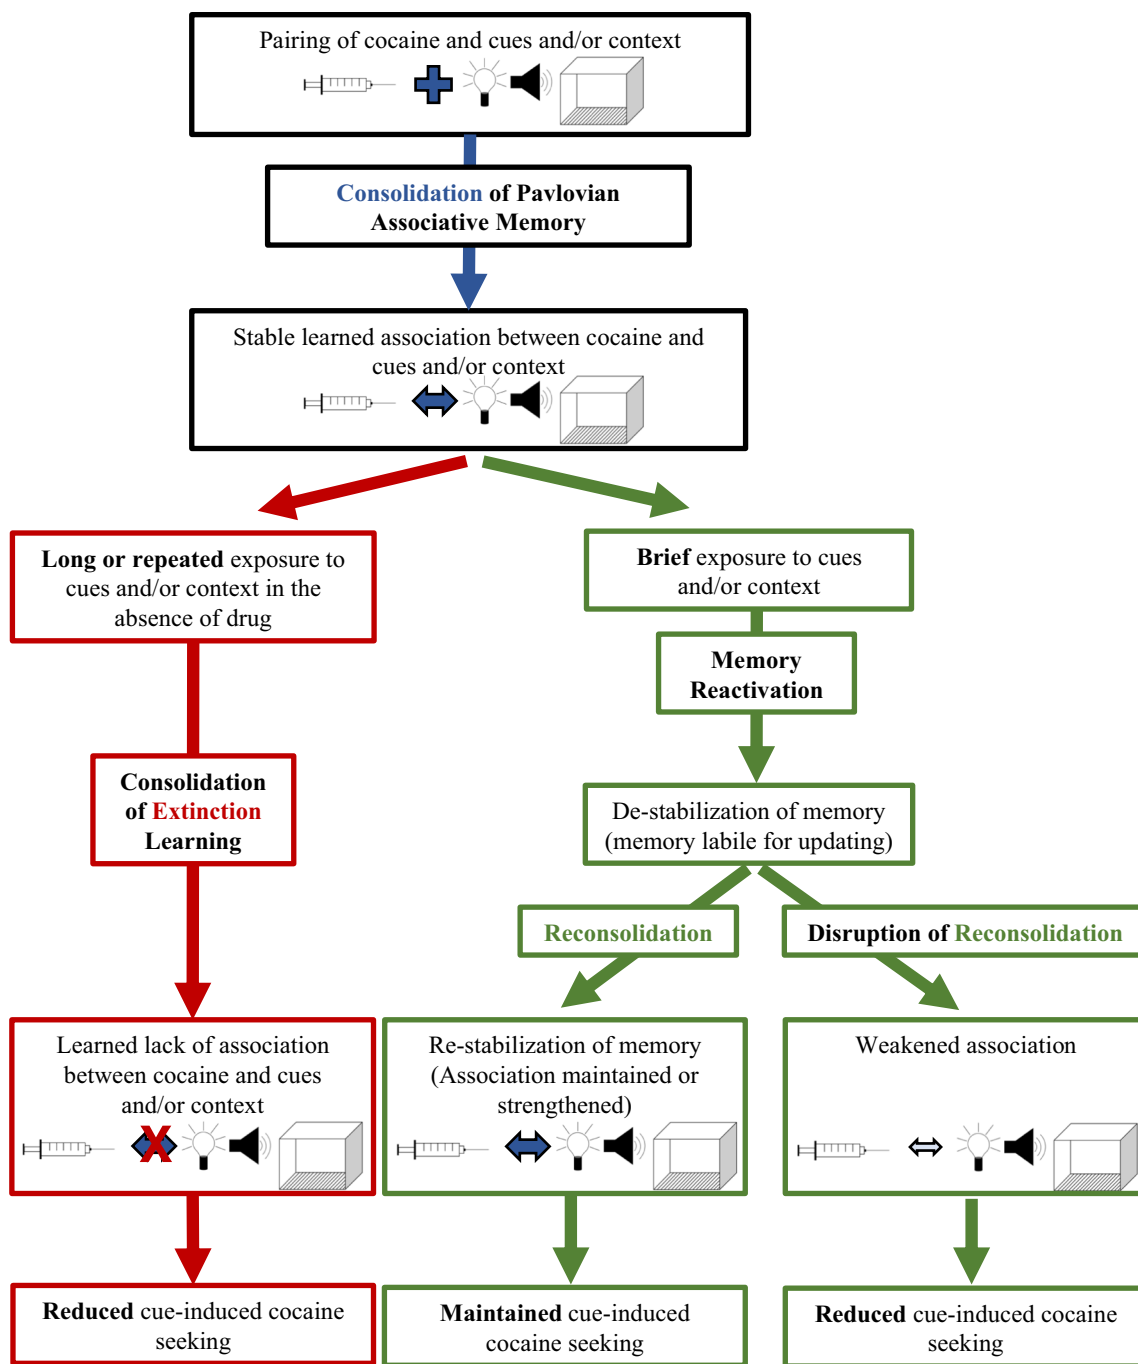 Pairing of cocaine and cues and/or context
Consolidation of Pavlovian
Associative Memory
Stable learned association between cocaine and
cues and/or context
Long or repeated exposure to
cues and/or context in the
absence of drug
Brief exposure to cues
and/or context
Memory
Reactivation
Consolidation
of Extinction
Learning
De-stabilization of memory
(memory labile for updating)
Reconsolidation
Disruption of Reconsolidation
Learned lack of association
between cocaine and cues
and/or context
Re-stabilization of memory
(Association maintained or
strengthened)
Weakened association
Reduced cue-induced cocaine
seeking
Maintained cue-induced
cocaine seeking
Reduced cue-induced cocaine
seeking